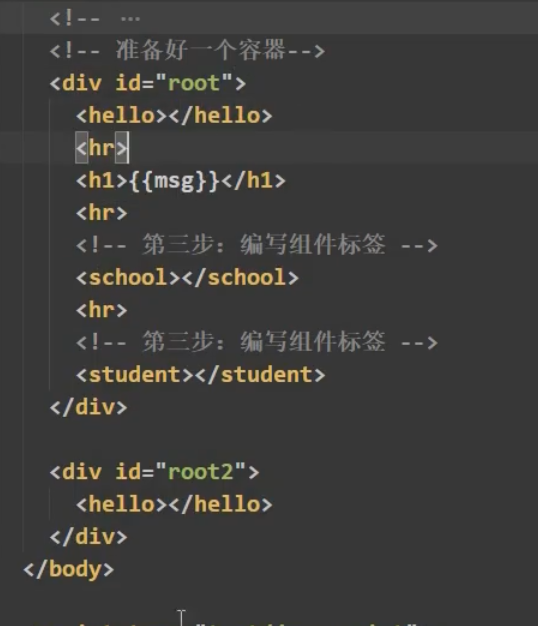 <!-- ...
<!-- 准备好一个容器-->
<div id="root">
<hello></hello>
<hr>
<h1>{{msg}}</h1>
<hr>
<!-- 第三步：编写组件标签 -->
<school></school>
<hr>
<!-- 第三步：编写组件标签 -->
<student></student>
</div>
<div id="root2">
<hello></hello>
</div>
</body>